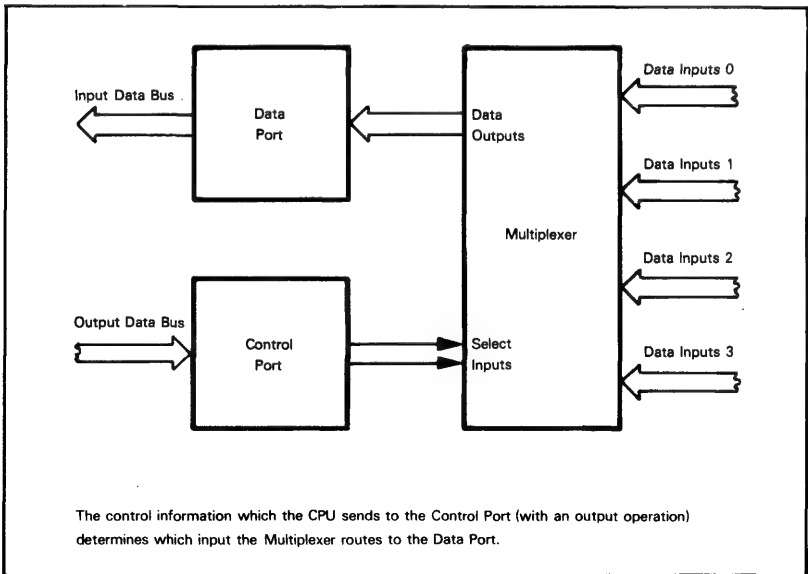 Input Data Bus
Data
Port
Data
Outputs
Multiplexer
Data Inputs 0
Data Inputs 1
Data Inputs 2
Data Inputs 3
Output Data Bus
Control
Port
Select
Inputs
The control information which the CPU sends to the Control Port (with an output operation)
determines which input the Multiplexer routes to the Data Port.